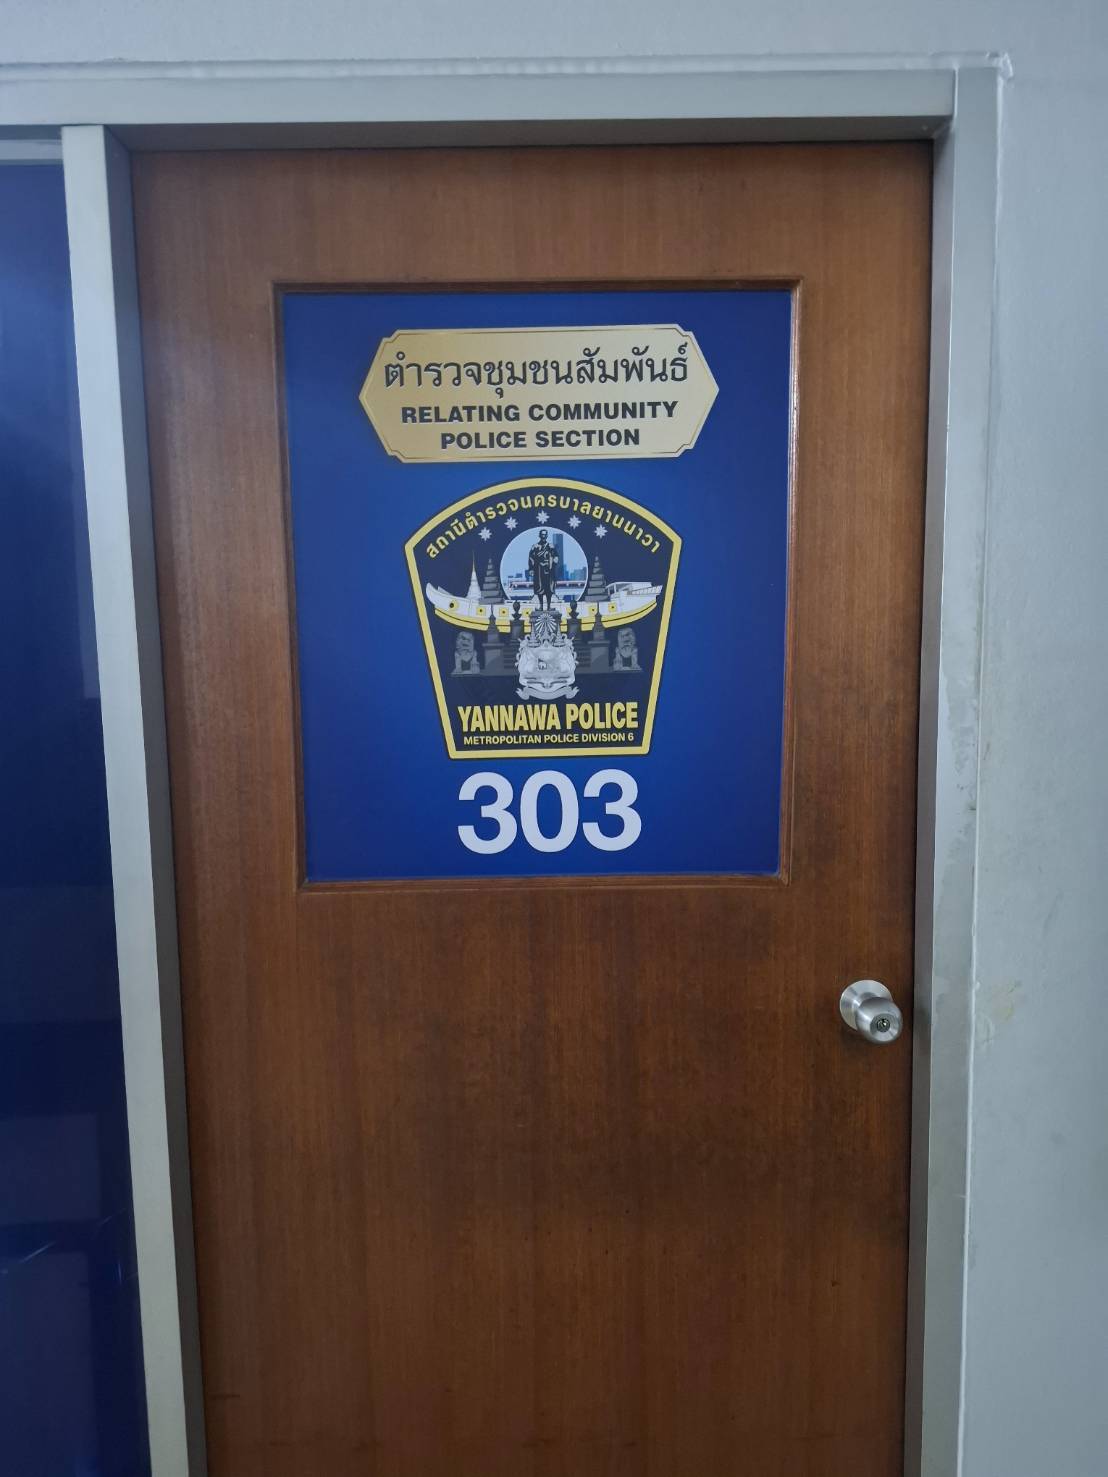 ตำรวจชุมชนสัมพันธ์
RELATING COMMUNITY
POLICE SECTION
สถานีตำรวจนครบาลยานนาวา
YANNAWA POLICE
METROPOLITAN POLICE DIVISION 6
303